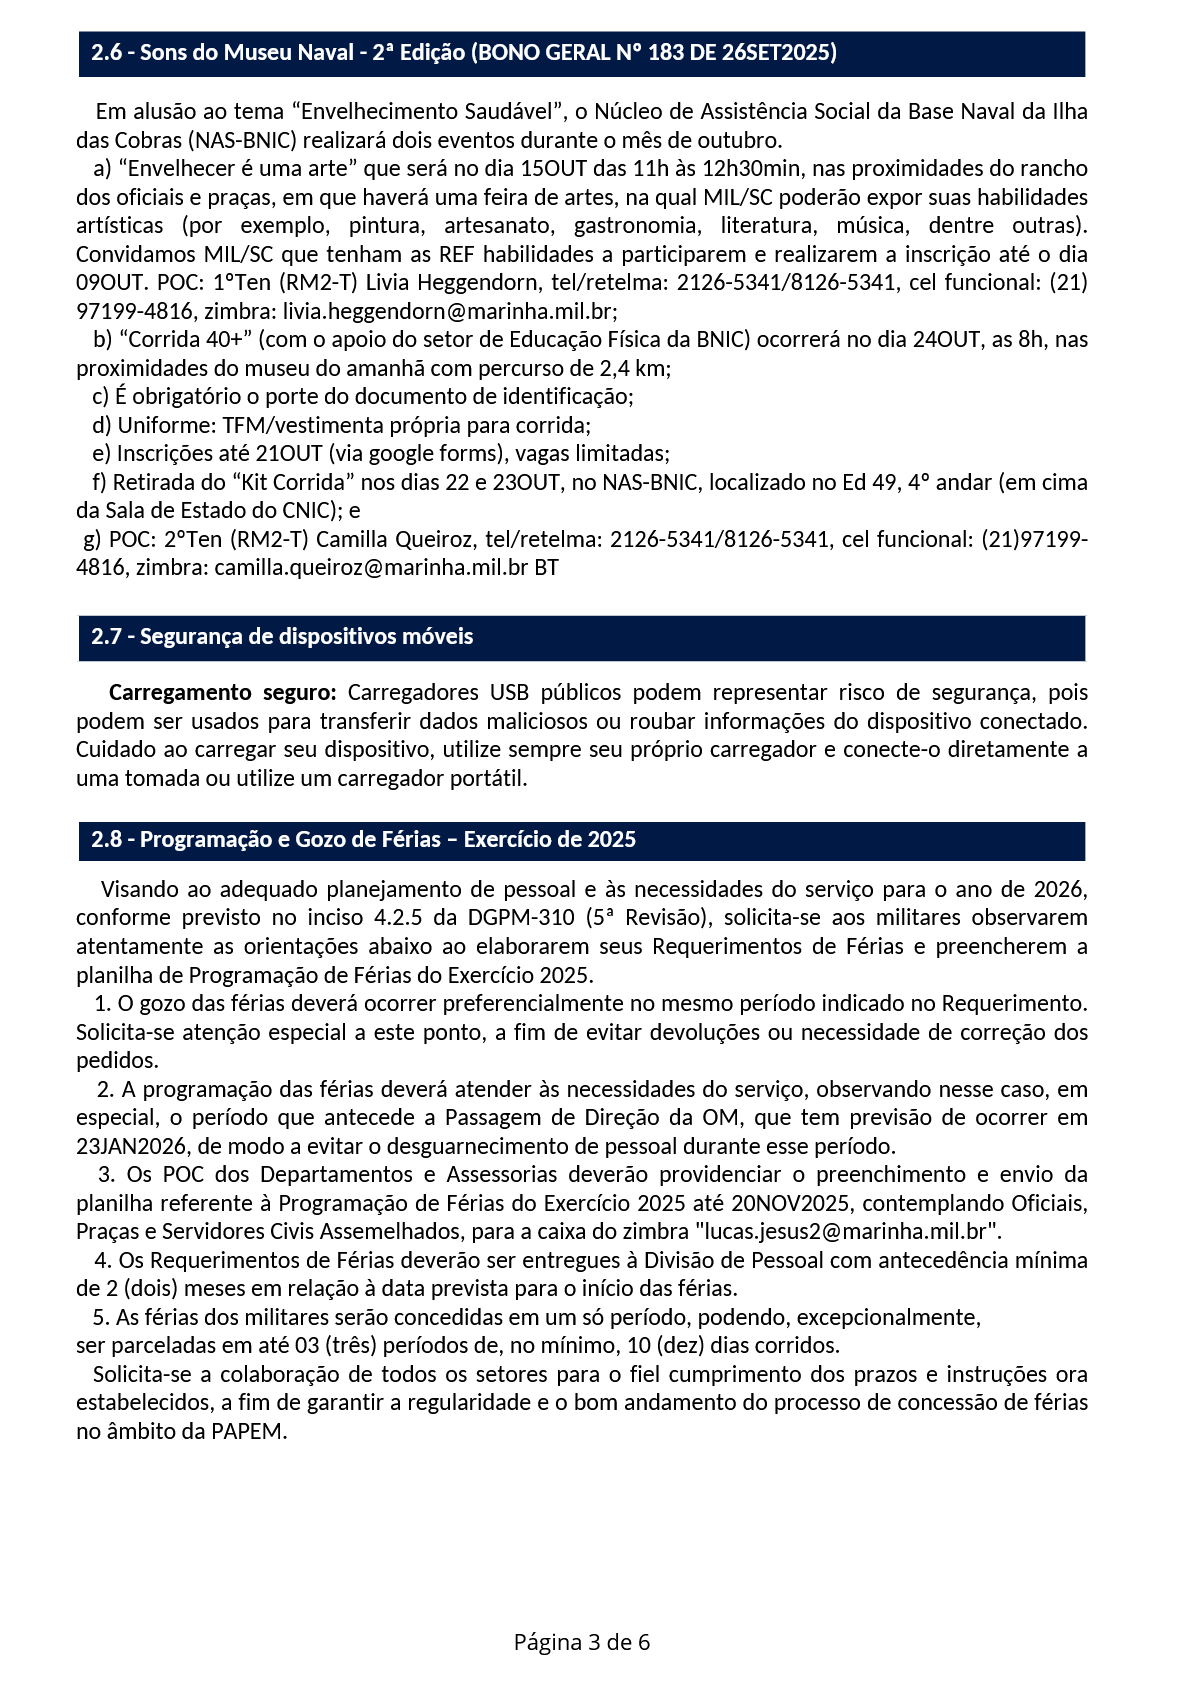 2.6 - Sons do Museu Naval - 2ª Edição (BONO GERAL Nº 183 DE 26SET2025)
Em alusão ao tema “Envelhecimento Saudável”, o Núcleo de Assistência Social da Base Naval da Ilha
das Cobras (NAS-BNIC) realizará dois eventos durante o mês de outubro.
a) “Envelhecer é uma arte” que será no dia 15OUT das 11h às 12h30min, nas proximidades do rancho
dos oficiais e praças, em que haverá uma feira de artes, na qual MIL/SC poderão expor suas habilidades
artísticas (por exemplo, pintura, artesanato, gastronomia, literatura, música, dentre outras).
Convidamos MIL/SC que tenham as REF habilidades a participarem e realizarem a inscrição até o dia
09OUT. POC: 1ºTen (RM2-T) Livia Heggendorn, tel/retelma: 2126-5341/8126-5341, cel funcional: (21)
97199-4816, zimbra: livia.heggendorn@marinha.mil.br;
b) “Corrida 40+” (com o apoio do setor de Educação Física da BNIC) ocorrerá no dia 24OUT, as 8h, nas
proximidades do museu do amanhã com percurso de 2,4 km;
c) É obrigatório o porte do documento de identificação;
d) Uniforme: TFM/vestimenta própria para corrida;
e) Inscrições até 21OUT (via google forms), vagas limitadas;
f) Retirada do “Kit Corrida” nos dias 22 e 23OUT, no NAS-BNIC, localizado no Ed 49, 4º andar (em cima
da Sala de Estado do CNIC); e
g) POC: 2ºTen (RM2-T) Camilla Queiroz, tel/retelma: 2126-5341/8126-5341, cel funcional: (21)97199-
4816, zimbra: camilla.queiroz@marinha.mil.br BT
2.7 - Segurança de dispositivos móveis
Carregamento seguro: Carregadores USB públicos podem representar risco de segurança, pois
podem ser usados para transferir dados maliciosos ou roubar informações do dispositivo conectado.
Cuidado ao carregar seu dispositivo, utilize sempre seu próprio carregador e conecte-o diretamente a
uma tomada ou utilize um carregador portátil.
2.8 - Programação e Gozo de Férias – Exercício de 2025
Visando ao adequado planejamento de pessoal e às necessidades do serviço para o ano de 2026,
conforme previsto no inciso 4.2.5 da DGPM-310 (5ª Revisão), solicita-se aos militares observarem
atentamente as orientações abaixo ao elaborarem seus Requerimentos de Férias e preencherem a
planilha de Programação de Férias do Exercício 2025.
1. O gozo das férias deverá ocorrer preferencialmente no mesmo período indicado no Requerimento.
Solicita-se atenção especial a este ponto, a fim de evitar devoluções ou necessidade de correção dos
pedidos.
2. A programação das férias deverá atender às necessidades do serviço, observando nesse caso, em
especial, o período que antecede a Passagem de Direção da OM, que tem previsão de ocorrer em
23JAN2026, de modo a evitar o desguarnecimento de pessoal durante esse período.
3. Os POC dos Departamentos e Assessorias deverão providenciar o preenchimento e envio da
planilha referente à Programação de Férias do Exercício 2025 até 20NOV2025, contemplando Oficiais,
Praças e Servidores Civis Assemelhados, para a caixa do zimbra "lucas.jesus2@marinha.mil.br".
4. Os Requerimentos de Férias deverão ser entregues à Divisão de Pessoal com antecedência mínima
de 2 (dois) meses em relação à data prevista para o início das férias.
5. As férias dos militares serão concedidas em um só período, podendo, excepcionalmente,
ser parceladas em até 03 (três) períodos de, no mínimo, 10 (dez) dias corridos.
Solicita-se a colaboração de todos os setores para o fiel cumprimento dos prazos e instruções ora
estabelecidos, a fim de garantir a regularidade e o bom andamento do processo de concessão de férias
no âmbito da PAPEM.
Página 3 de 6